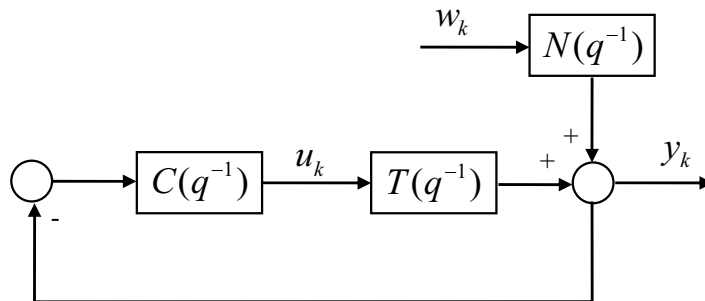 w_k
N(q^{-1})
+
u_k
+
y_k
C(q^{-1})
T(q^{-1})
-